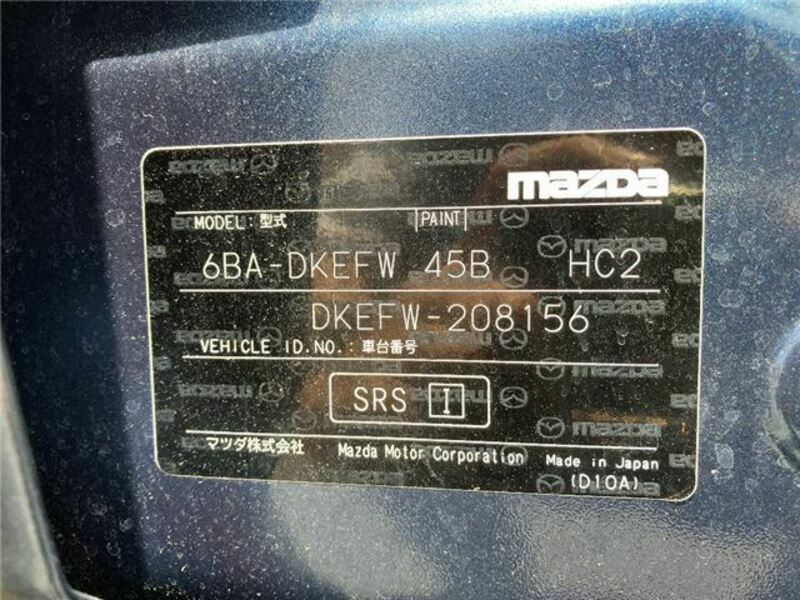 mazda
MODEL:型式 PAINT
6BA-DKEFW 45B HC2
DKEFW-208156
VEHICLE ID.NO.:車台番号
SRS I
マツダ株式会社 Mazda Motor Corporation Made in Japan
(D10A)